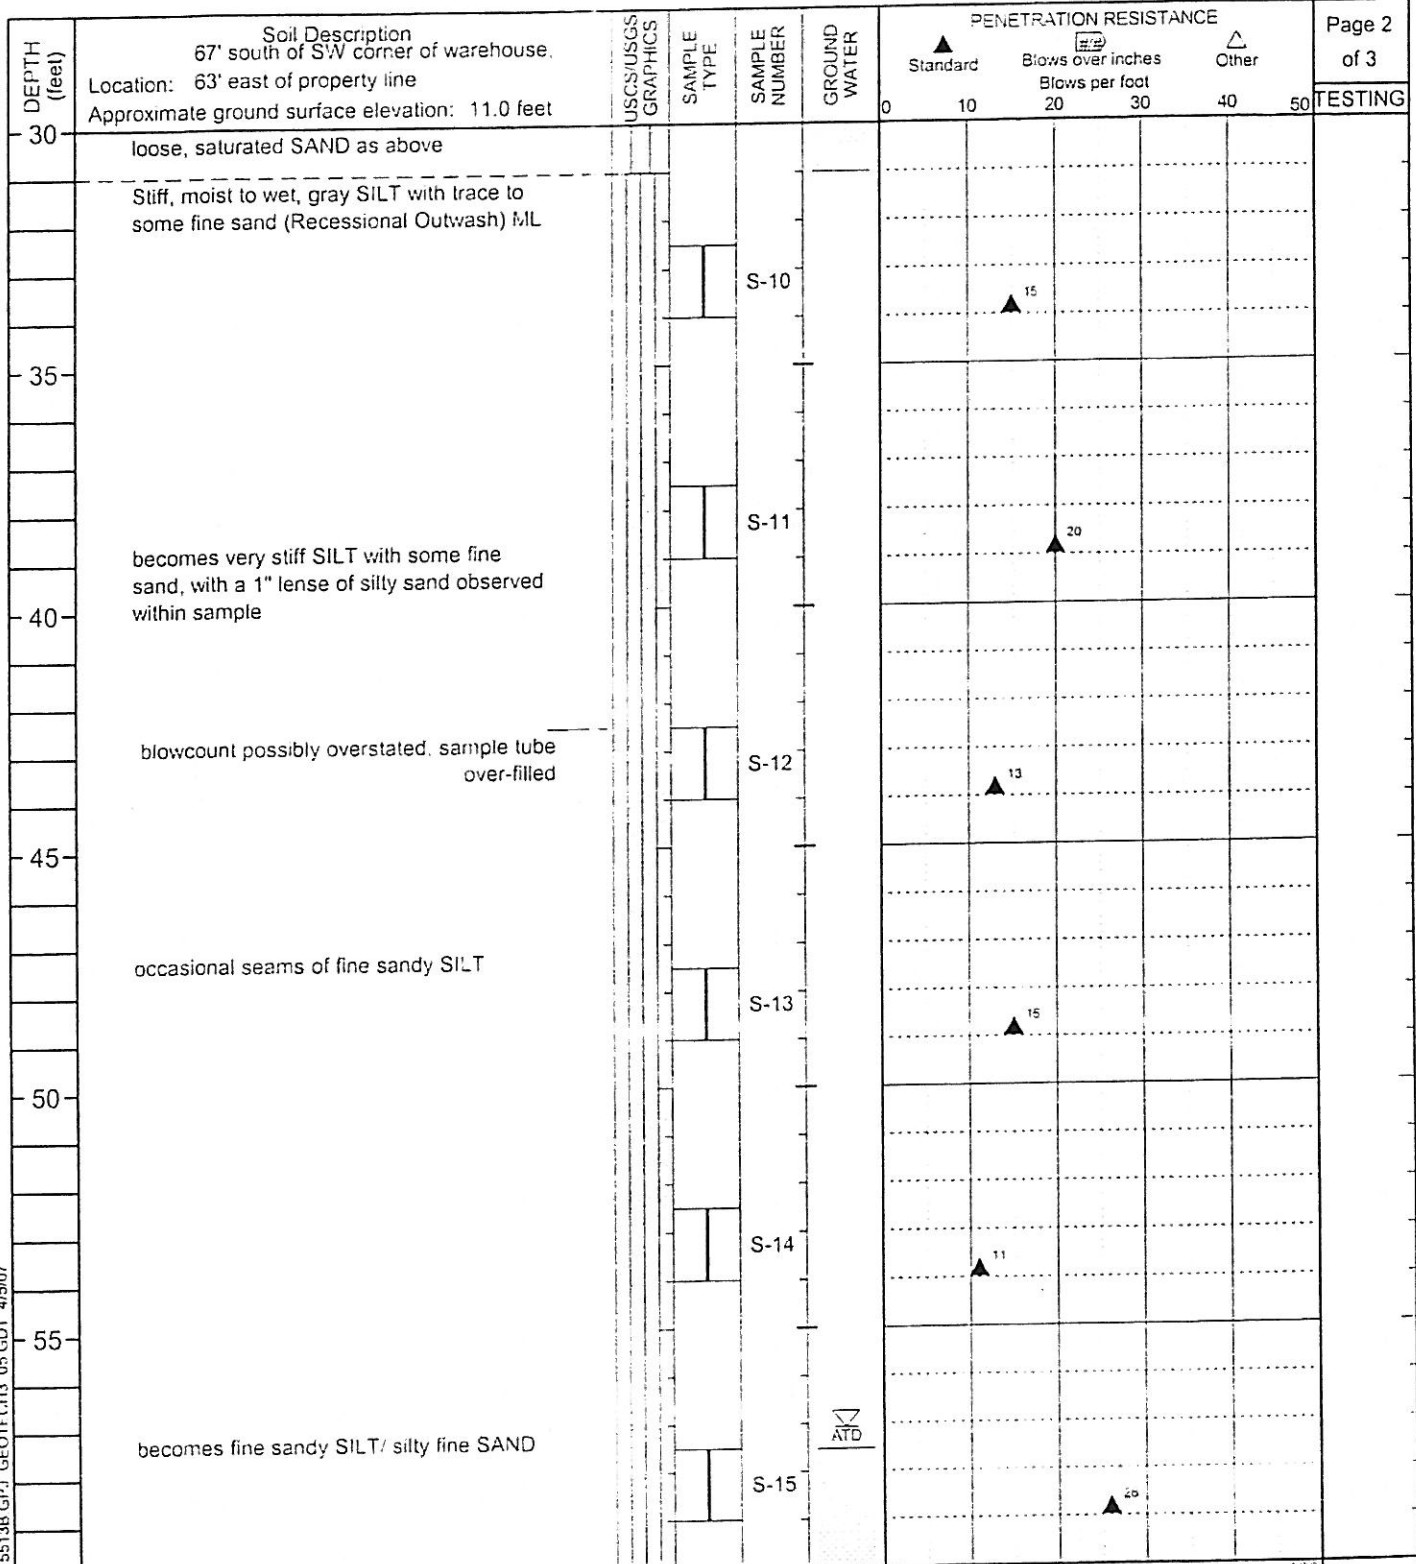 DEPTH
(feet)
Soil Description
67' south of SW corner of warehouse,
Location: 63' east of property line
Approximate ground surface elevation: 11.0 feet
USCS/USGS
GRAPHICS
SAMPLE
TYPE
SAMPLE
NUMBER
GROUND
WATER
PENETRATION RESISTANCE
Standard
Blows over inches
Other
Blows per foot
0 10 20 30 40 50
Page 2
of 3
TESTING
30
loose, saturated SAND as above
Stiff, moist to wet, gray SILT with trace to
some fine sand (Recessional Outwash) ML
S-10
15
35
S-11
20
becomes very stiff SILT with some fine
sand, with a 1" lense of silty sand observed
within sample
40
blowcount possibly overstated, sample tube
over-filled
S-12
13
45
occasional seams of fine sandy SILT
S-13
15
50
S-14
11
55
ATD
becomes fine sandy SILT/ silty fine SAND
S-15
26